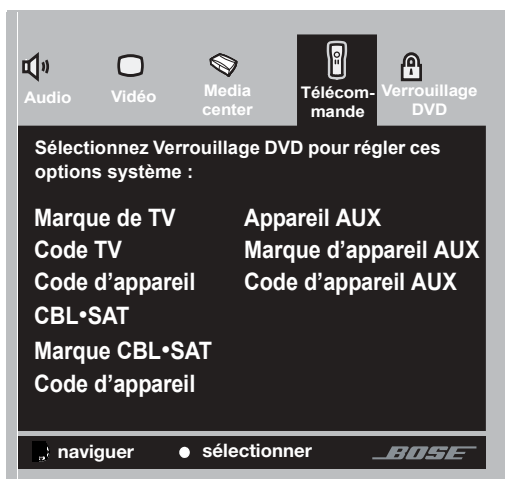 Audio
Vidéo
Media
center
Télécom-
mande
Verrouillage
DVD
Sélectionnez Verrouillage DVD pour régler ces
options système :
Marque de TV
Code TV
Code d'appareil
CBL•SAT
Marque CBL•SAT
Code d'appareil
Appareil AUX
Marque d'appareil AUX
Code d'appareil AUX
naviguer
sélectionner
BOSE